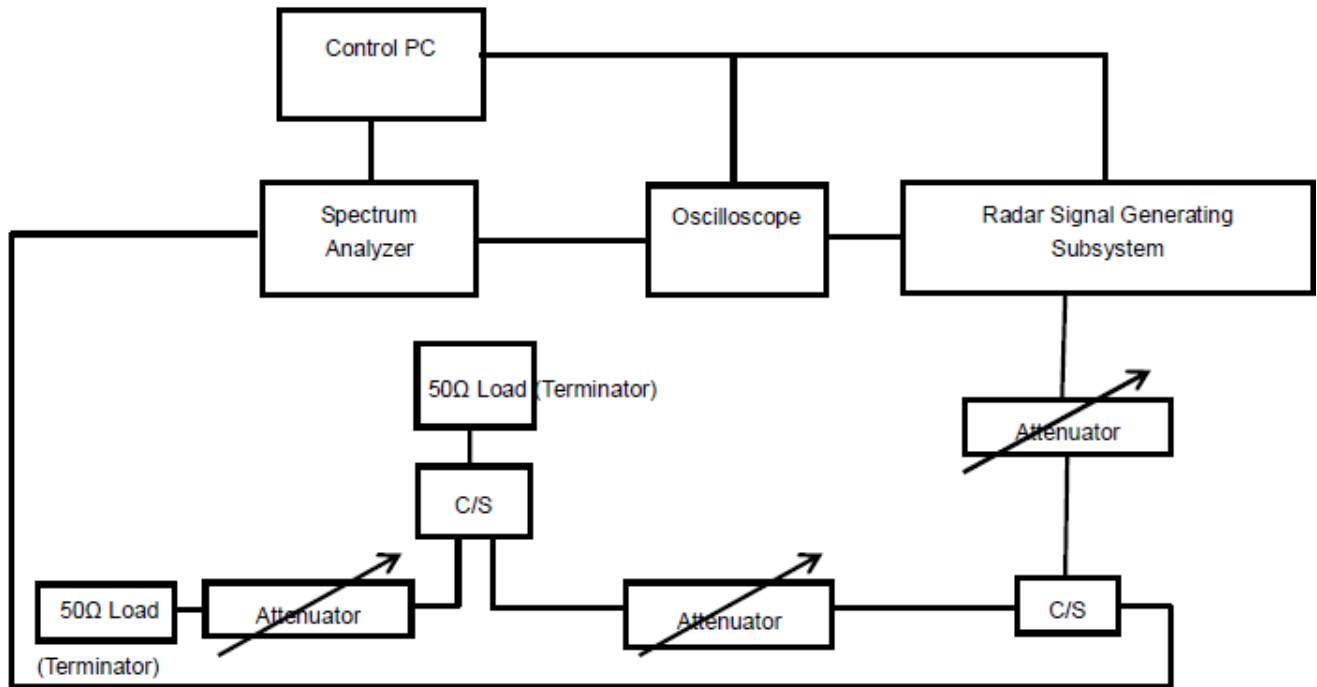 Control PC
Spectrum
Analyzer
Oscilloscope
Radar Signal Generating
Subsystem
50Ω Load (Terminator)
Attenuator
C/S
50Ω Load
Attenuator
Attenuator
C/S
(Terminator)